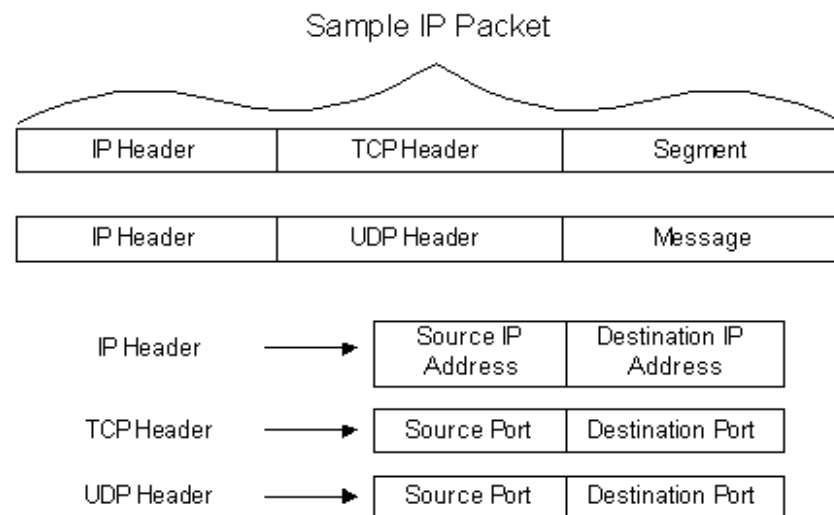 Sample IP Packet
IP Header TCP Header Segment
IP Header UDP Header Message
IP Header Source IP Address Destination IP Address
TCP Header Source Port Destination Port
UDP Header Source Port Destination Port